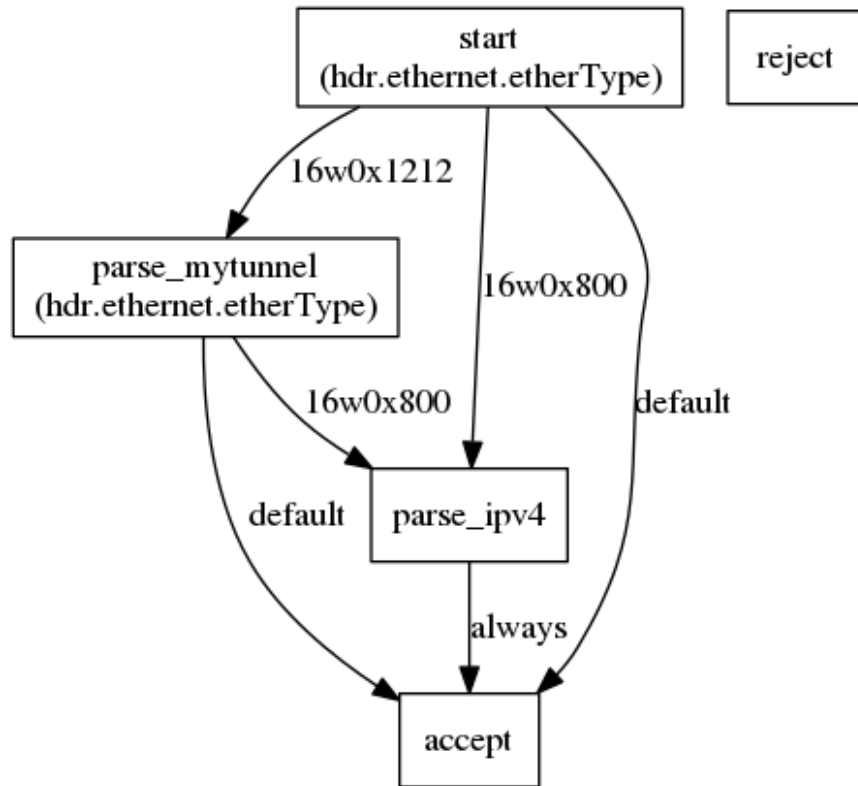 start
(hdr.ethernet.etherType)
reject
16w0x1212
parse_mytunnel
(hdr.ethernet.etherType)
16w0x800
16w0x800
default
default
parse_ipv4
always
accept